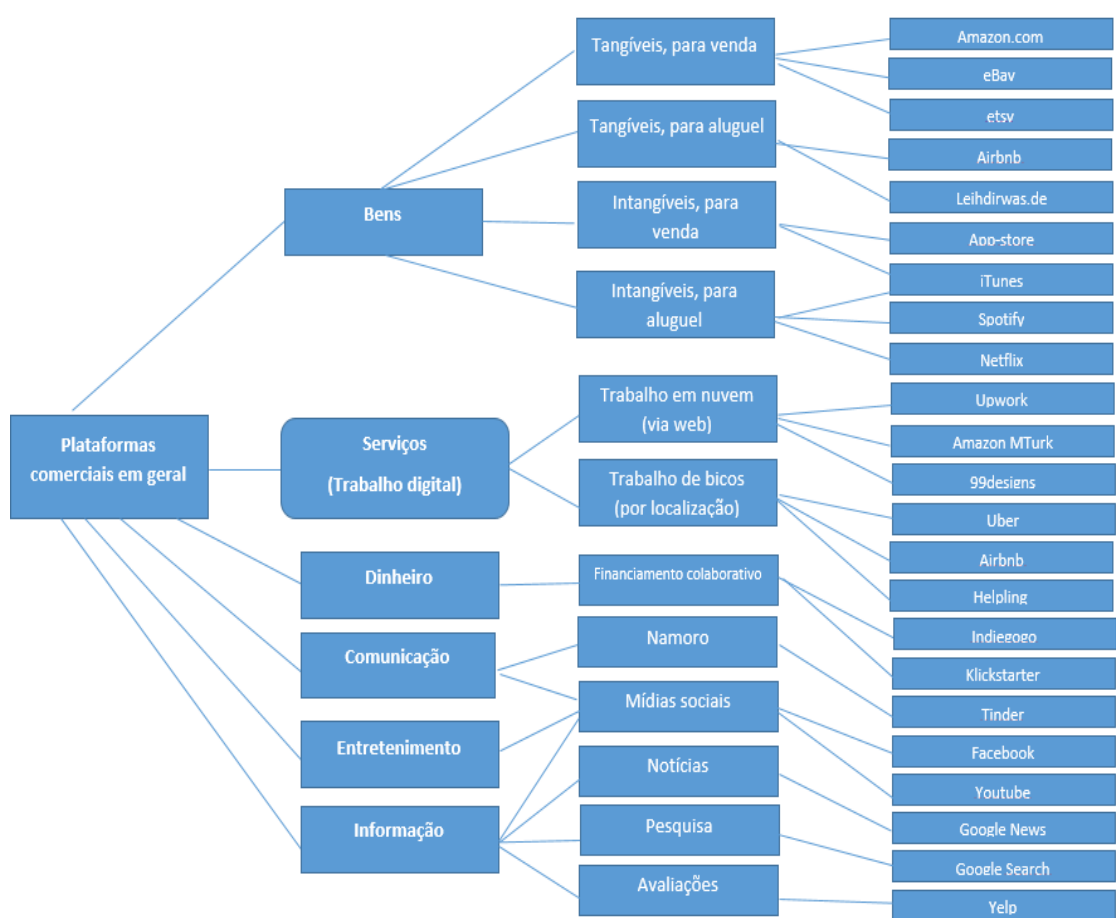 Plataformas
comerciais em geral
Bens
Serviços
(Trabalho digital)
Dinheiro
Comunicação
Entretenimento
Informação
Tangíveis, para venda
Tangíveis, para aluguel
Intangíveis, para
venda
Intangíveis, para
aluguel
Trabalho em nuvem
(via web)
Trabalho de bicos
(por localização)
Financiamento colaborativo
Namoro
Mídias sociais
Notícias
Pesquisa
Avaliações
Amazon.com
eBay
etsy
Airbnb
Leihdirwas.de
App-store
iTunes
Spotify
Netflix
Upwork
Amazon MTurk
99designs
Uber
Airbnb
Helpling
Indiegogo
Klickstarter
Tinder
Facebook
Youtube
Google News
Google Search
Yelp